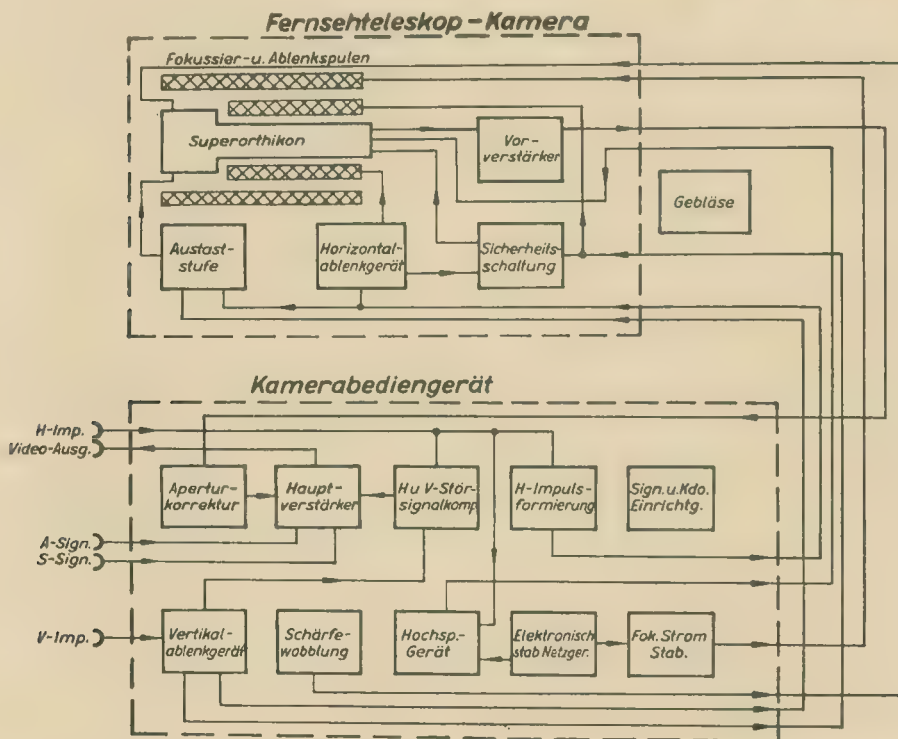 Fernsehteleskop-Kamera
Fokussier-u. Ablenkspulen
Superorthikon
Vor-
verstärker
Gebläse
Austast-
stufe
Horizontal-
ablenkgerät
Sicherheits-
schaltung
Kamerabediengerät
H-Imp.
Video-Ausg.
Apertur-
korrektur
Haupt-
verstärker
H u V-Stör-
signalkomp.
H-Impuls-
formierung
Sign. u. Kdo.
Einrichtg.
A-Sign.
S-Sign.
V-Imp.
Vertikal-
ablenkgerät
Schärfe-
wobblung
Hochsp.-
Gerät
Elektronisch
stab Netzger.
Fok. Strom
Stab.